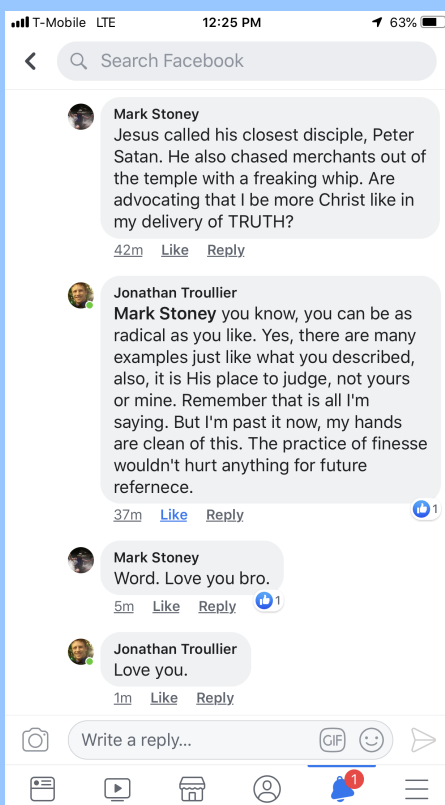 T-Mobile LTE 12:25 PM 63%
Search Facebook
Mark Stoney
Jesus called his closest disciple, Peter
Satan. He also chased merchants out of
the temple with a freaking whip. Are
advocating that I be more Christ like in
my delivery of TRUTH?
42m Like Reply
Jonathan Troullier
Mark Stoney you know, you can be as
radical as you like. Yes, there are many
examples just like what you described,
also, it is His place to judge, not yours
or mine. Remember that is all I'm
saying. But I'm past it now, my hands
are clean of this. The practice of finesse
wouldn't hurt anything for future
refernece.
37m Like Reply 1
Mark Stoney
Word. Love you bro.
5m Like Reply 1
Jonathan Troullier
Love you.
1m Like Reply
Write a reply... GIF
1